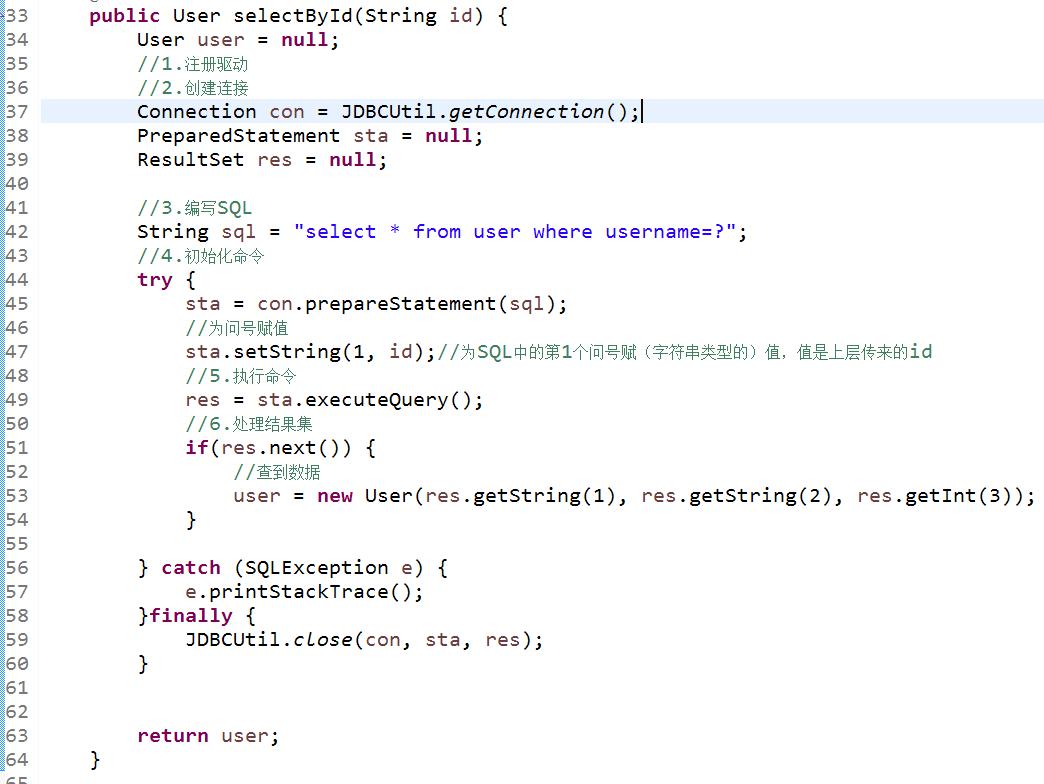 33 public User selectById(String id) {
34 User user = null;
35 //1.注册驱动
36 //2.创建连接
37 Connection con = JDBCUtil.getConnection();
38 PreparedStatement sta = null;
39 ResultSet res = null;
40
41 //3.编写SQL
42 String sql = "select * from user where username=?";
43 //4.初始化命令
44 try {
45 sta = con.prepareStatement(sql);
46 //为问号赋值
47 sta.setString(1, id);//为SQL中的第1个问号赋（字符串类型的）值，值是上层传来的id
48 //5.执行命令
49 res = sta.executeQuery();
50 //6.处理结果集
51 if(res.next()) {
52 //查到数据
53 user = new User(res.getString(1), res.getString(2), res.getInt(3));
54 }
55
56 } catch (SQLException e) {
57 e.printStackTrace();
58 }finally {
59 JDBCUtil.close(con, sta, res);
60 }
61
62
63 return user;
64 }